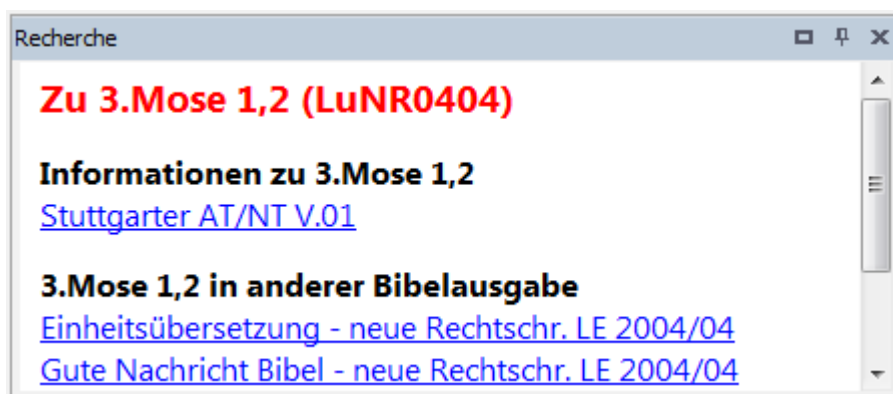 Recherche
Zu 3.Mose 1,2 (LuNR0404)
Informationen zu 3.Mose 1,2
Stuttgarter AT/NT V.01
3.Mose 1,2 in anderer Bibelausgabe
Einheitsübersetzung - neue Rechtschr. LE 2004/04
Gute Nachricht Bibel - neue Rechtschr. LE 2004/04